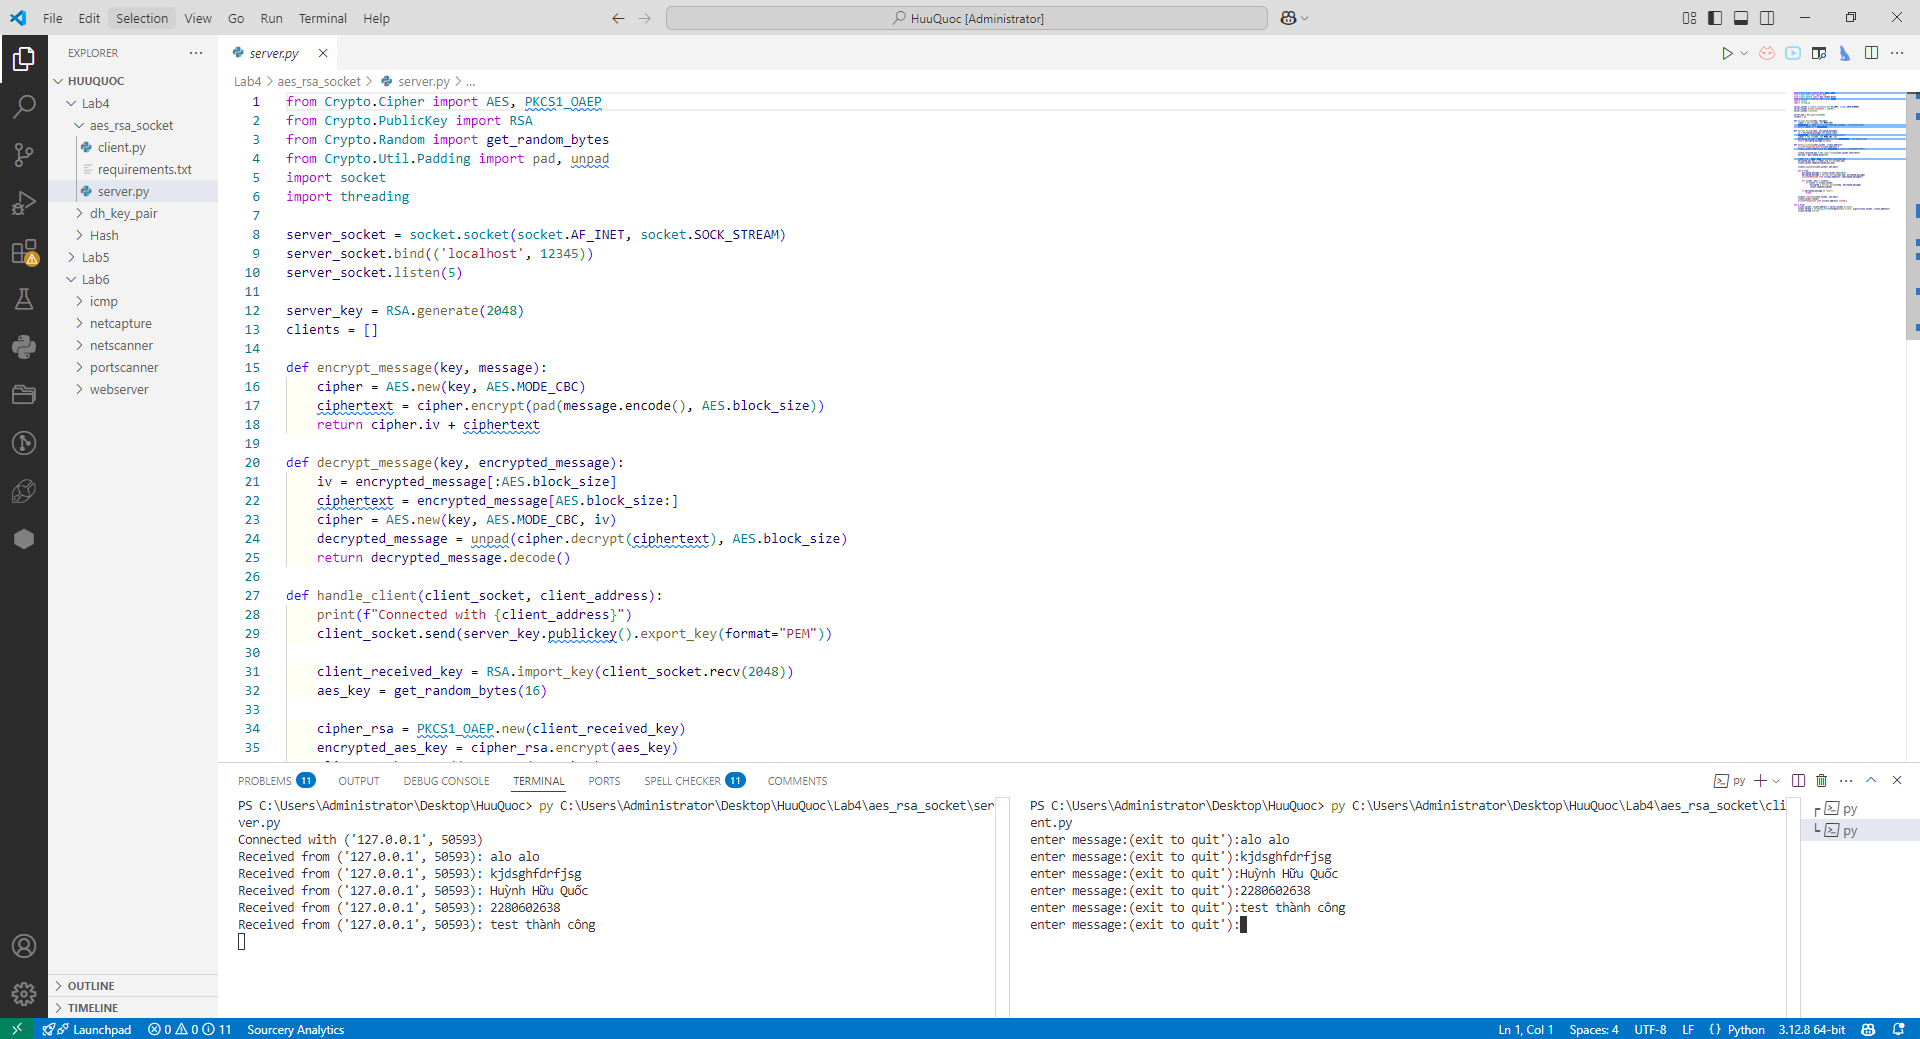 File Edit Selection View Go Run Terminal Help
HuuQuoc [Administrator]
EXPLORER
HUUQUOC
Lab4
aes_rsa_socket
client.py
requirements.txt
server.py
dh_key_pair
Hash
Lab5
Lab6
icmp
netcapture
netscanner
portscanner
webserver
OUTLINE
TIMELINE
server.py
Lab4 > aes_rsa_socket > server.py > ...
1 from Crypto.Cipher import AES, PKCS1_OAEP
2 from Crypto.PublicKey import RSA
3 from Crypto.Random import get_random_bytes
4 from Crypto.Util.Padding import pad, unpad
5 import socket
6 import threading
7
8 server_socket = socket.socket(socket.AF_INET, socket.SOCK_STREAM)
9 server_socket.bind(('localhost', 12345))
10 server_socket.listen(5)
11
12 server_key = RSA.generate(2048)
13 clients = []
14
15 def encrypt_message(key, message):
16 cipher = AES.new(key, AES.MODE_CBC)
17 ciphertext = cipher.encrypt(pad(message.encode(), AES.block_size))
18 return cipher.iv + ciphertext
19
20 def decrypt_message(key, encrypted_message):
21 iv = encrypted_message[:AES.block_size]
22 ciphertext = encrypted_message[AES.block_size:]
23 cipher = AES.new(key, AES.MODE_CBC, iv)
24 decrypted_message = unpad(cipher.decrypt(ciphertext), AES.block_size)
25 return decrypted_message.decode()
26
27 def handle_client(client_socket, client_address):
28 print(f"Connected with {client_address}")
29 client_socket.send(server_key.publickey().export_key(format="PEM"))
30
31 client_received_key = RSA.import_key(client_socket.recv(2048))
32 aes_key = get_random_bytes(16)
33
34 cipher_rsa = PKCS1_OAEP.new(client_received_key)
35 encrypted_aes_key = cipher_rsa.encrypt(aes_key)
PROBLEMS 11 OUTPUT DEBUG CONSOLE TERMINAL PORTS SPELL CHECKER 11 COMMENTS
py
PS C:\Users\Administrator\Desktop\HuuQuoc> py C:\Users\Administrator\Desktop\HuuQuoc\Lab4\aes_rsa_socket\ser
ver.py
Connected with ('127.0.0.1', 50593)
Received from ('127.0.0.1', 50593): alo alo
Received from ('127.0.0.1', 50593): kjdsghfdrfjsg
Received from ('127.0.0.1', 50593): Huỳnh Hữu Quốc
Received from ('127.0.0.1', 50593): 2280602638
Received from ('127.0.0.1', 50593): test thành công
PS C:\Users\Administrator\Desktop\HuuQuoc> py C:\Users\Administrator\Desktop\HuuQuoc\Lab4\aes_rsa_socket\cli
ent.py
enter message:(exit to quit'):alo alo
enter message:(exit to quit'):kjdsghfdrfjsg
enter message:(exit to quit'):Huỳnh Hữu Quốc
enter message:(exit to quit'):2280602638
enter message:(exit to quit'):test thành công
enter message:(exit to quit'):
py
py
Launchpad 0 0 11 Sourcery Analytics
Ln 1, Col 1 Spaces: 4 UTF-8 LF {} Python 3.12.8 64-bit